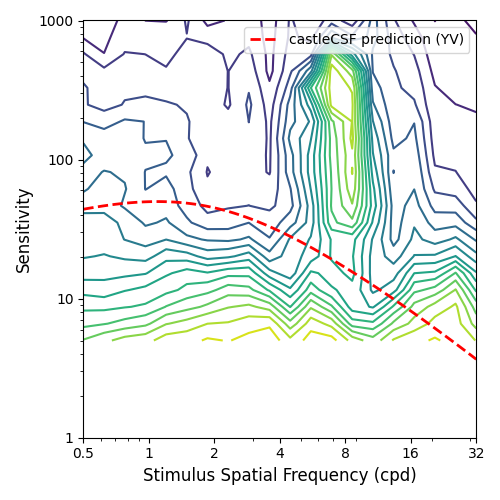 1000
castleCSF prediction (YV)
100
10
1
Sensitivity
0.5 1 2 4 8 16 32
Stimulus Spatial Frequency (cpd)